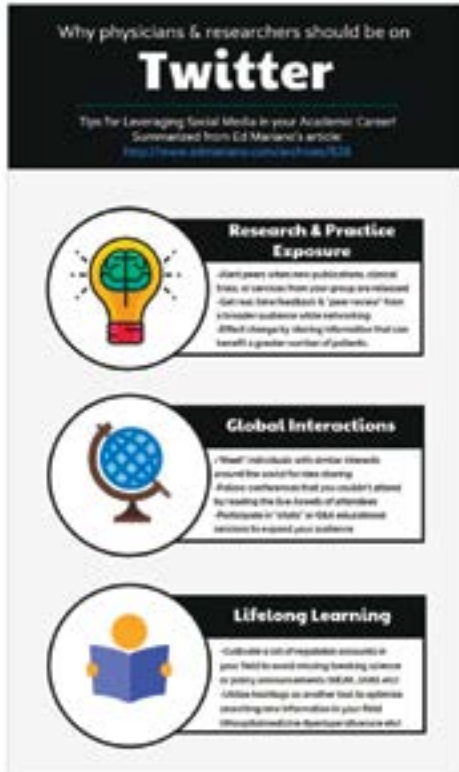 Why physicians & researchers should be on
Twitter
Tips for Leveraging Social Media in your Academic Career!
Summarized from Ed Mariano's article:
Research & Practice
Exposure
-Alert peers when new publications, clinical
trials, or services from your group are released
-Get real-time feedback & "peer review" from
a broader audience while networking
-Effect change by sharing information that can
benefit a greater number of patients
Global Interactions
-"Meet" individuals with similar interests
around the world for idea sharing
-Follow conferences that you couldn't attend
by reading the live-tweets of attendees
-Participate in "chats" or Q&A educational
services to expand your audience
Lifelong Learning
-Cultivate a list of reputable accounts in
your field to avoid missing breaking science
or policy announcements
-Utilize hashtags as another tool to optimize
searching new information in your field